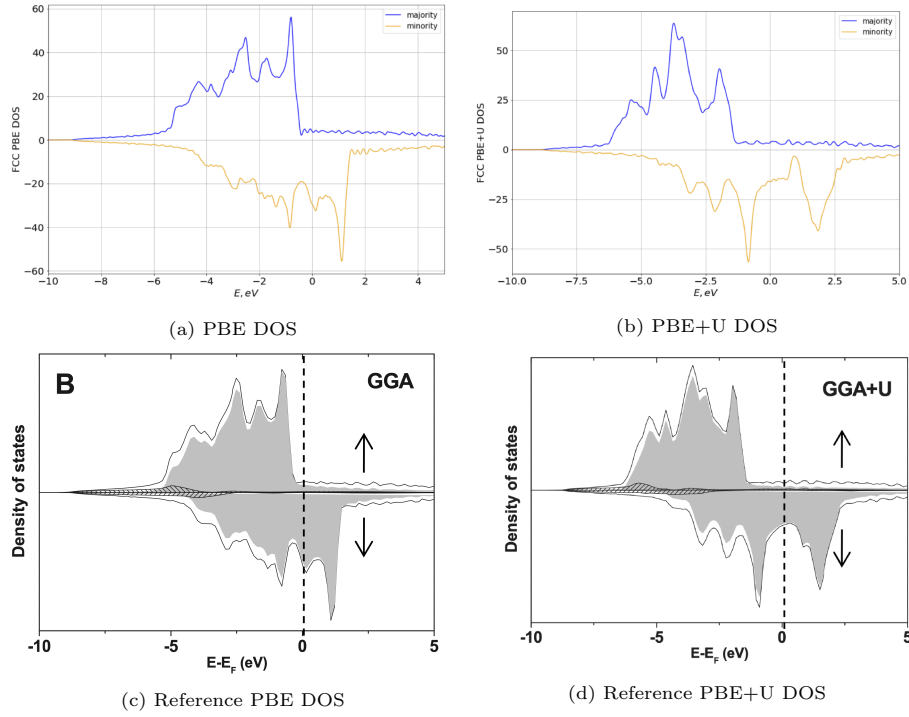 majority
minority
FCC PBE DOS
60
40
20
0
−20
−40
−60
−10
−8
−6
−4
−2
0
2
4
E, eV
(a) PBE DOS
majority
minority
FCC PBE+U DOS
50
25
0
−25
−50
−10.0
−7.5
−5.0
−2.5
0.0
2.5
5.0
E, eV
(b) PBE+U DOS
B
GGA
Density of states
-10
-5
0
5
E-EF (eV)
(c) Reference PBE DOS
GGA+U
Density of states
-10
-5
0
5
E-EF (eV)
(d) Reference PBE+U DOS